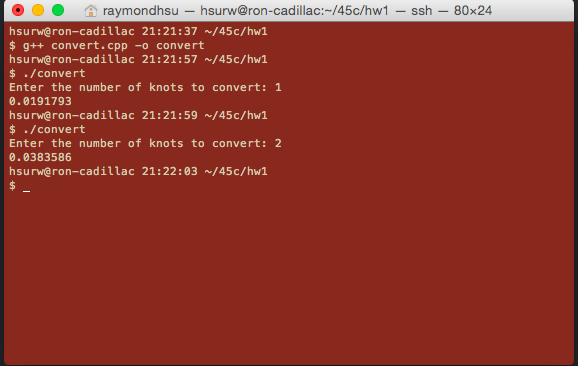 raymondhsu — hsurw@ron-cadillac:~/45c/hw1 — ssh — 80×24
hsurw@ron-cadillac 21:21:37 ~/45c/hw1
$ g++ convert.cpp -o convert
hsurw@ron-cadillac 21:21:57 ~/45c/hw1
$ ./convert
Enter the number of knots to convert: 1
0.0191793
hsurw@ron-cadillac 21:21:59 ~/45c/hw1
$ ./convert
Enter the number of knots to convert: 2
0.0383586
hsurw@ron-cadillac 21:22:03 ~/45c/hw1
$ _